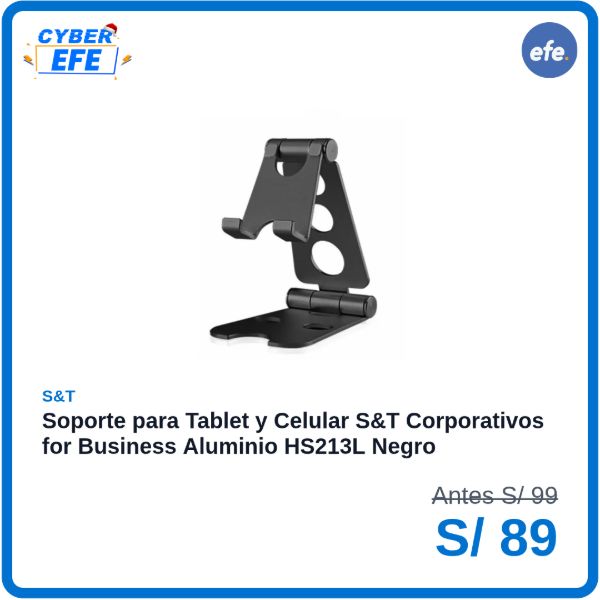 CYBER
EFE
efe.
S&T
Soporte para Tablet y Celular S&T Corporativos
for Business Aluminio HS213L Negro
Antes S/ 99
S/ 89